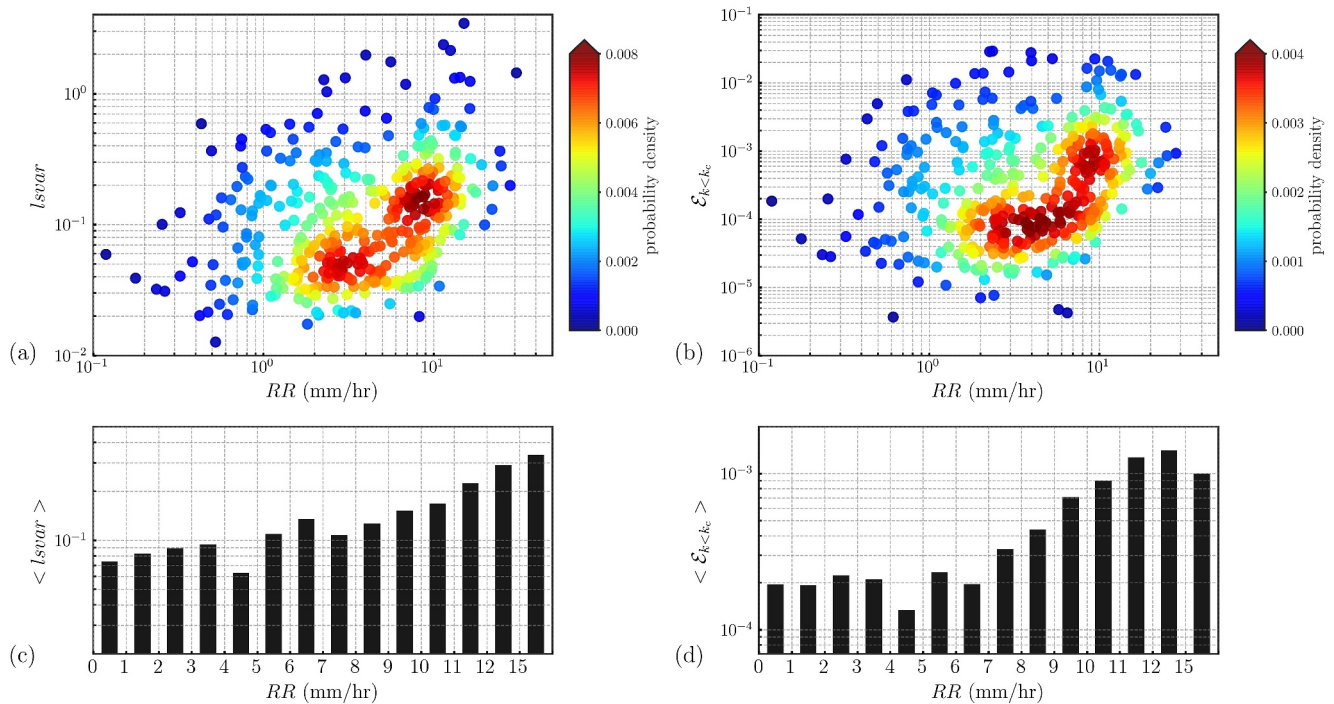 (a)
lsvar
10^0
10^-1
10^-2
10^-1
10^0
10^1
RR (mm/hr)
0.008
0.006
0.004
0.002
0.000
probability density
(b)
ℰ_{k<k_c}
10^-1
10^-2
10^-3
10^-4
10^-5
10^-6
10^-1
10^0
10^1
RR (mm/hr)
0.004
0.003
0.002
0.001
0.000
probability density
(c)
< lsvar >
10^-1
0 1 2 3 4 5 6 7 8 9 10 11 12 15
RR (mm/hr)
(d)
< ℰ_{k<k_c} >
10^-3
10^-4
0 1 2 3 4 5 6 7 8 9 10 11 12 15
RR (mm/hr)